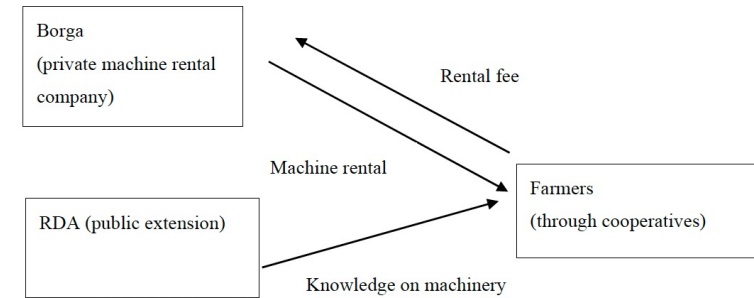 Borga
(private machine rental
company)
Rental fee
Machine rental
Farmers
(through cooperatives)
RDA (public extension)
Knowledge on machinery